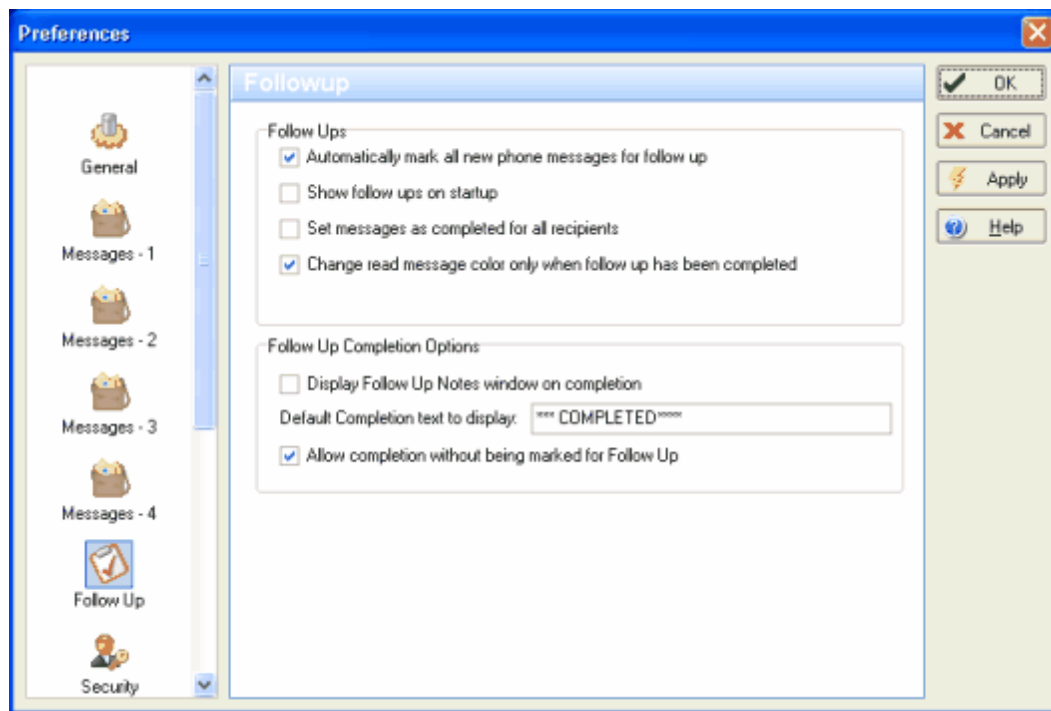 Preferences
General
Messages - 1
Messages - 2
Messages - 3
Messages - 4
Follow Up
Security
Followup
Follow Ups
Automatically mark all new phone messages for follow up
Show follow ups on startup
Set messages as completed for all recipients
Change read message color only when follow up has been completed
Follow Up Completion Options
Display Follow Up Notes window on completion
Default Completion text to display: *** COMPLETED****
Allow completion without being marked for Follow Up
OK
Cancel
Apply
Help